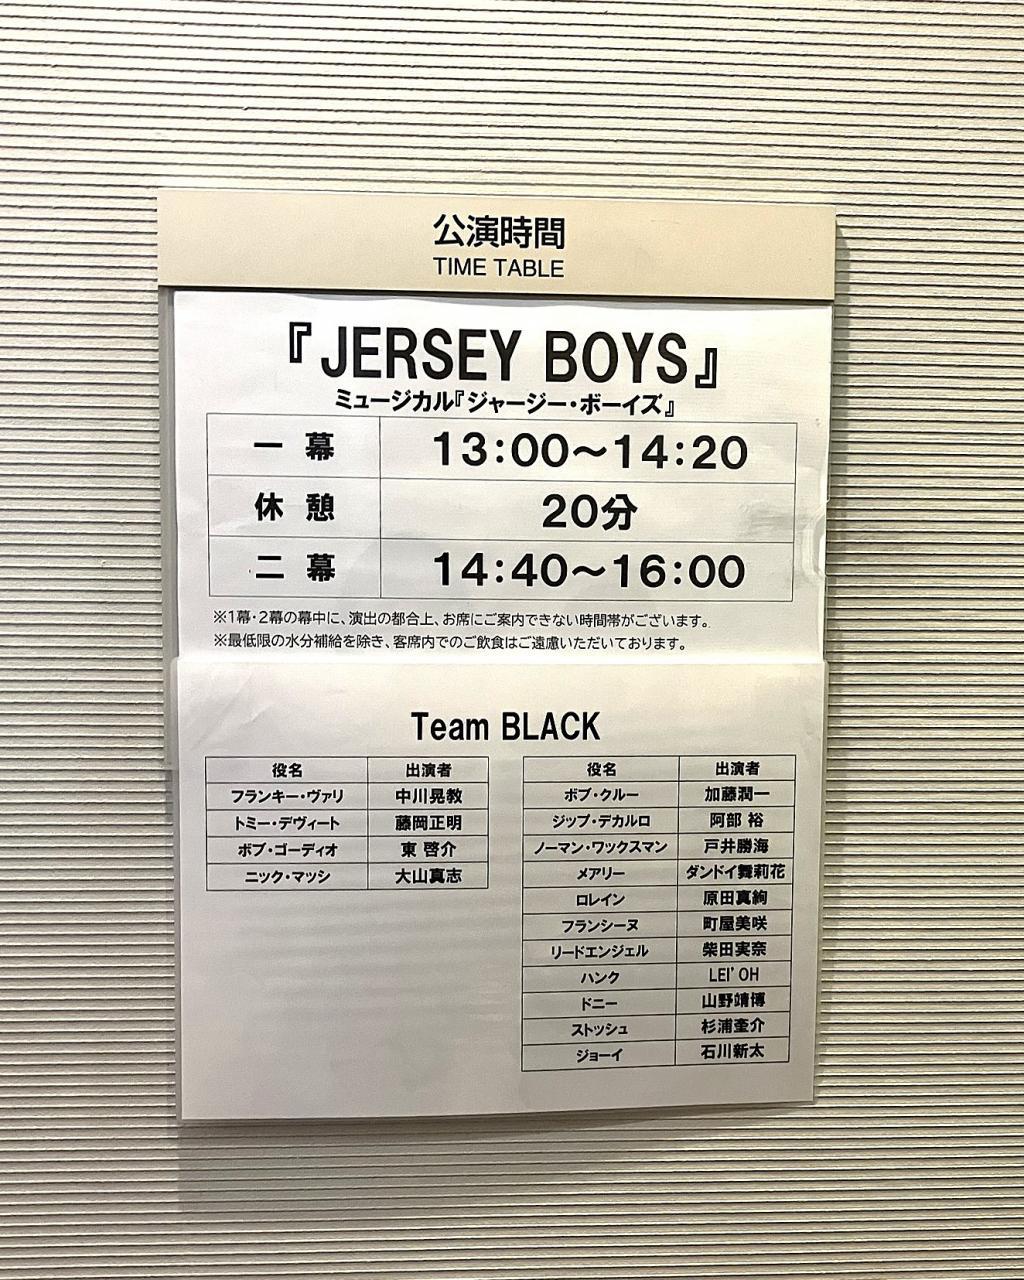 公演時間
TIME TABLE
『JERSEY BOYS』
ミュージカル『ジャージー・ボーイズ』
一幕 13:00～14:20
休憩 20分
二幕 14:40～16:00
※1幕・2幕の幕中に、演出の都合上、お席にご案内できない時間帯がございます。
※最低限の水分補給を除き、客席内でのご飲食はご遠慮いただいております。
Team BLACK
役名 出演者
フランキー・ヴァリ 中川晃教
トミー・デヴィート 藤岡正明
ボブ・ゴーディオ 東 啓介
ニック・マッシ 大山真志
役名 出演者
ボブ・クルー 加藤潤一
ジップ・デカルロ 阿部 裕
ノーマン・ワックスマン 戸井勝海
メアリー ダンドイ舞莉花
ロレイン 原田真絢
フランシーヌ 町屋美咲
リードエンジェル 柴田実奈
ハンク LEI' OH
ドニー 山野靖博
ストッシュ 杉浦奎介
ジョーイ 石川新太